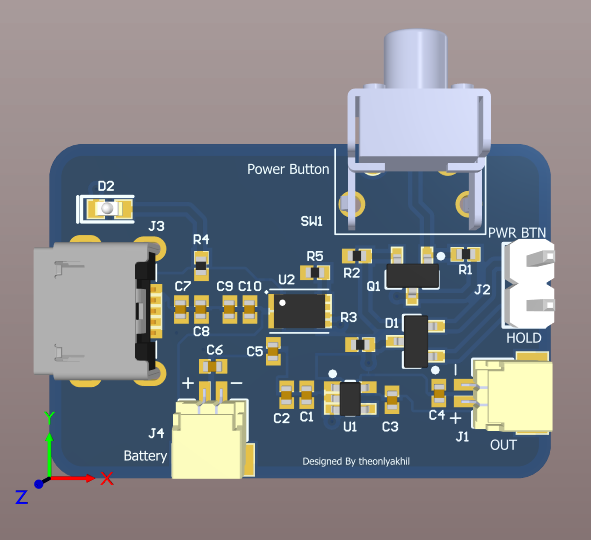 D2
Power Button
SW1
PWR BTN
J3
R4
R5
R2
R1
U2
Q1
J2
C7
C9 C10
C8
R3
D1
HOLD
C5
C6
+ −
C2 C1
U1
C3
C4
−
+
J1
OUT
J4
Battery
Designed By theonlyakhil
Y
X
Z